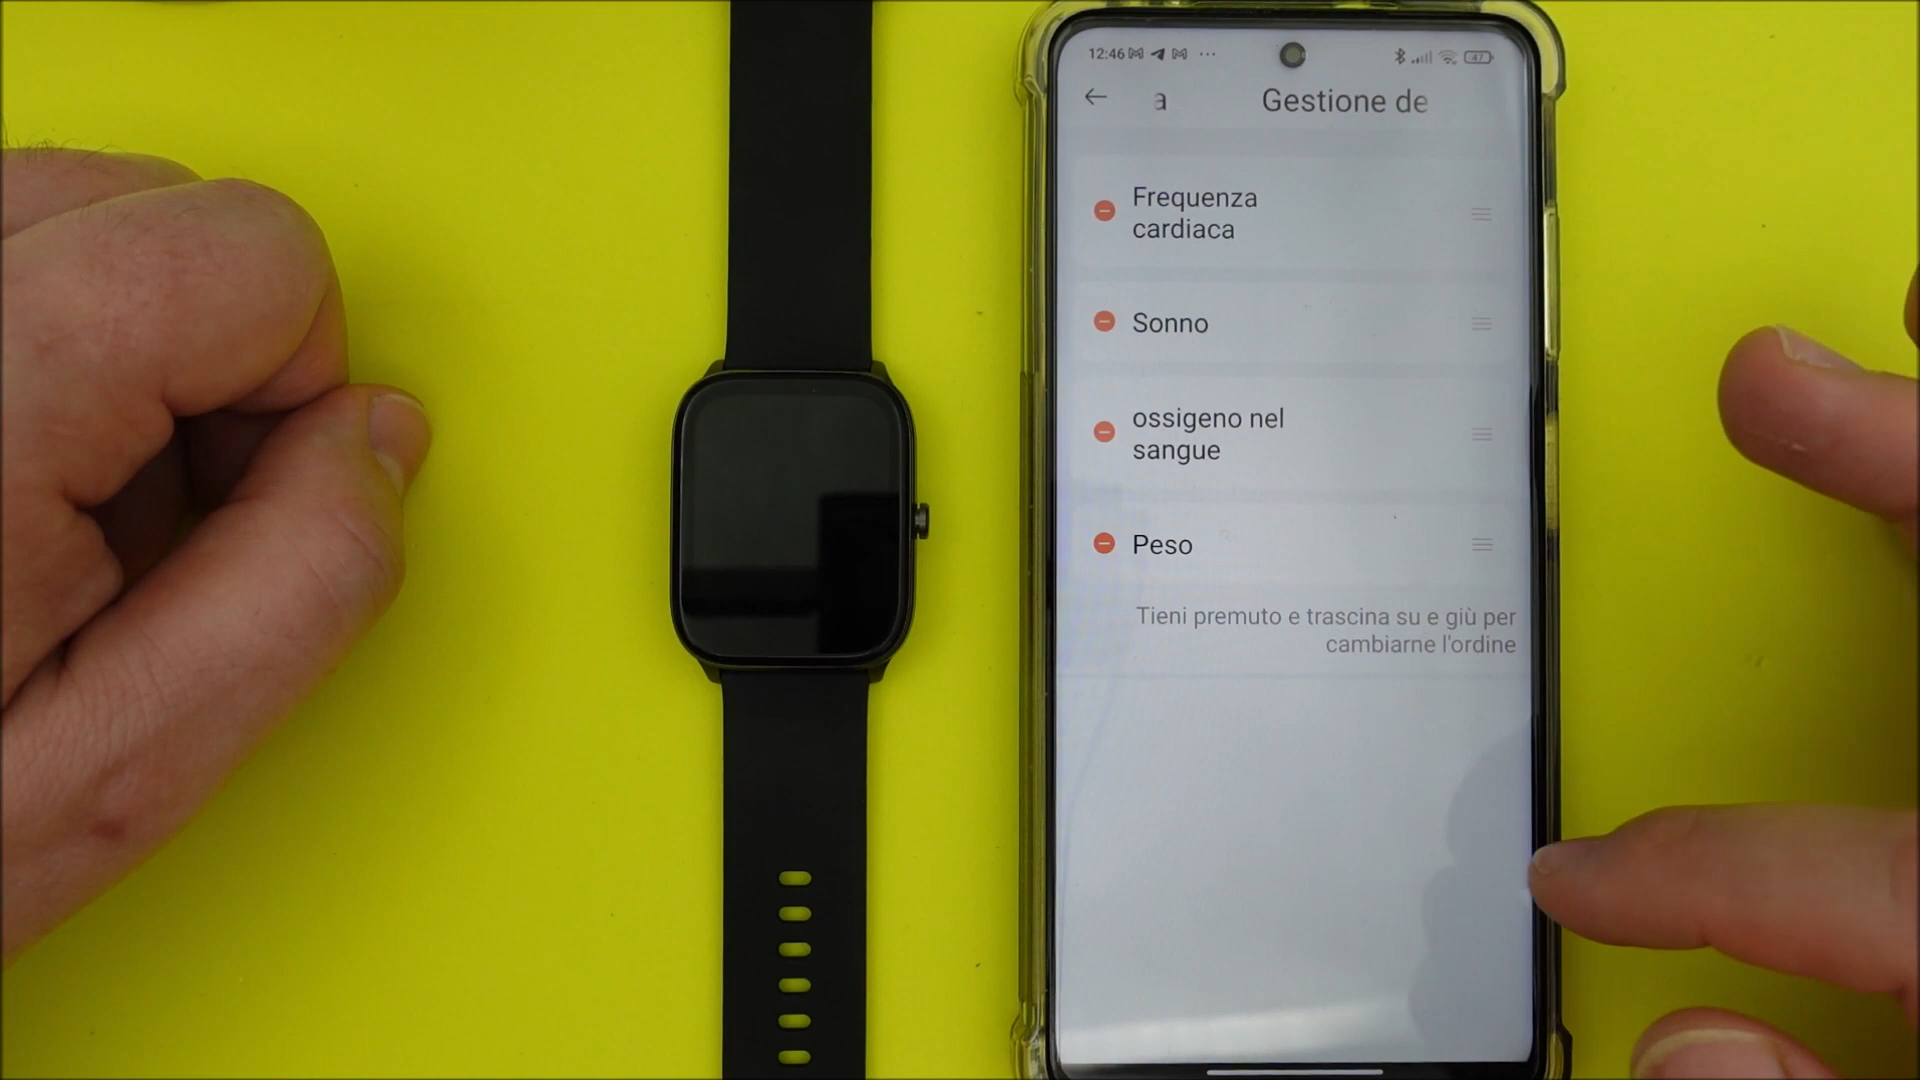 12:46
a Gestione de
Frequenza
cardiaca
Sonno
ossigeno nel
sangue
Peso
Tieni premuto e trascina su e giù per
cambiarne l'ordine